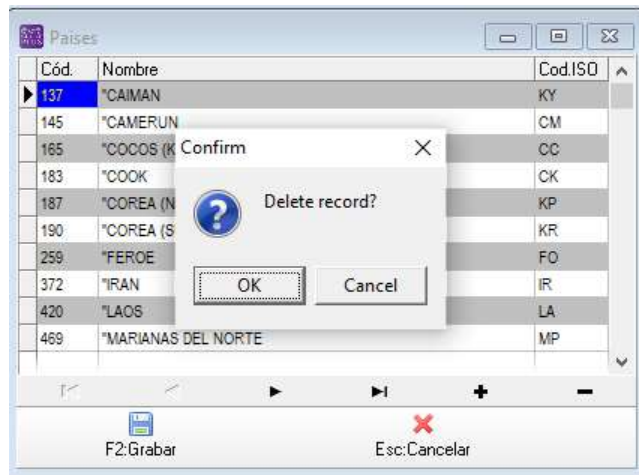 Paises
Cód. Nombre Cod.ISO
137 "CAIMAN KY
145 "CAMERUN CM
165 "COCOS (K CC
183 "COOK CK
187 "COREA (N KP
190 "COREA (S KR
259 "FEROE FO
372 "IRAN IR
420 "LAOS LA
469 "MARIANAS DEL NORTE MP
Confirm
Delete record?
OK Cancel
F2:Grabar Esc:Cancelar